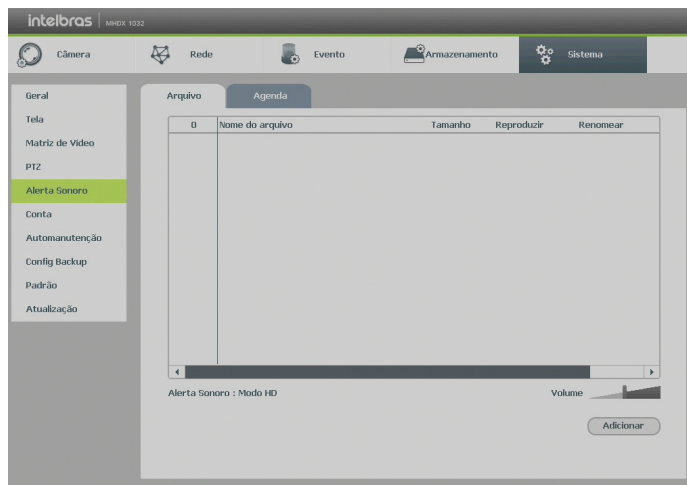 intelbras | MHDX 1032
Câmera Rede Evento Armazenamento Sistema
Geral
Tela
Matriz de Vídeo
PTZ
Alerta Sonoro
Conta
Automanutenção
Config Backup
Padrão
Atualização
Arquivo Agenda
0 Nome do arquivo Tamanho Reproduzir Renomear
Alerta Sonoro : Modo HD Volume
Adicionar